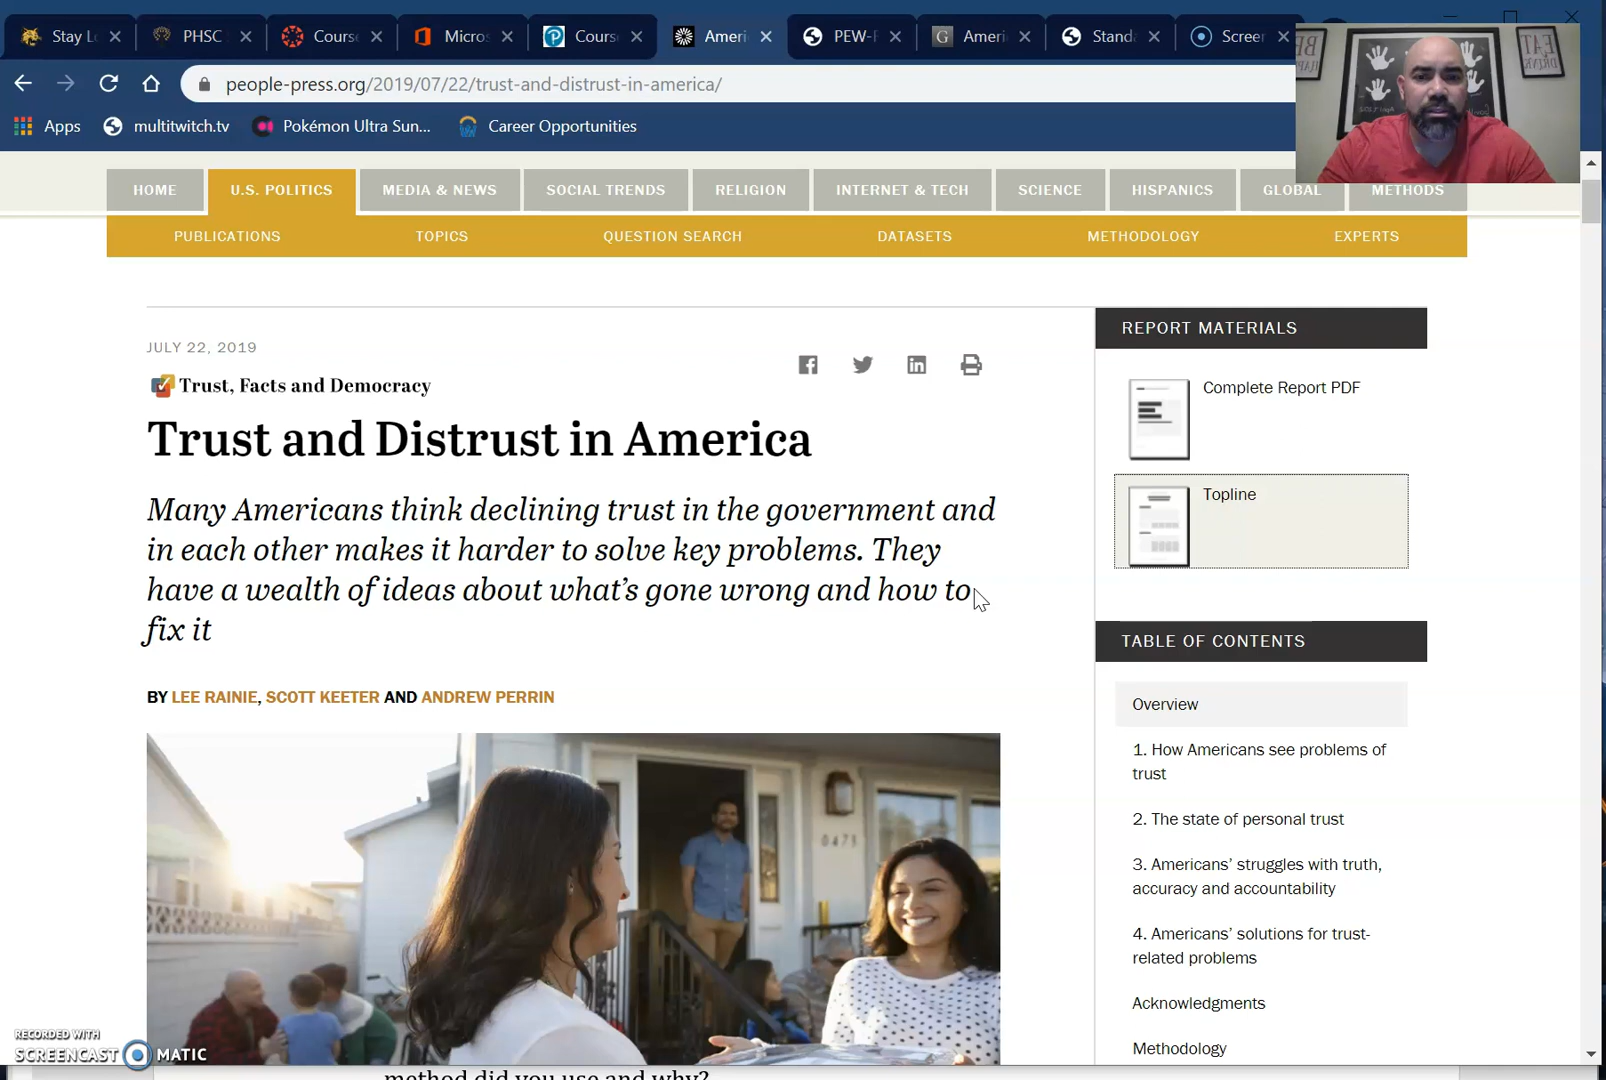 Stay L
PHSC
Cours
Micros
Cours
Ameri
PEW-F
Ameri
Stand
Screer
people-press.org/2019/07/22/trust-and-distrust-in-america/
Apps
multitwitch.tv
Pokémon Ultra Sun...
Career Opportunities
EAT
DRINK
HOME
U.S. POLITICS
MEDIA & NEWS
SOCIAL TRENDS
RELIGION
INTERNET & TECH
SCIENCE
HISPANICS
GLOBAL
METHODS
PUBLICATIONS
TOPICS
QUESTION SEARCH
DATASETS
METHODOLOGY
EXPERTS
JULY 22, 2019
Trust, Facts and Democracy
Trust and Distrust in America
Many Americans think declining trust in the government and
in each other makes it harder to solve key problems. They
have a wealth of ideas about what's gone wrong and how to
fix it
BY LEE RAINIE, SCOTT KEETER AND ANDREW PERRIN
0475
REPORT MATERIALS
Complete Report PDF
Topline
TABLE OF CONTENTS
Overview
1. How Americans see problems of
trust
2. The state of personal trust
3. Americans' struggles with truth,
accuracy and accountability
4. Americans' solutions for trust-
related problems
Acknowledgments
Methodology
RECORDED WITH
SCREENCAST MATIC
method did you use and why?